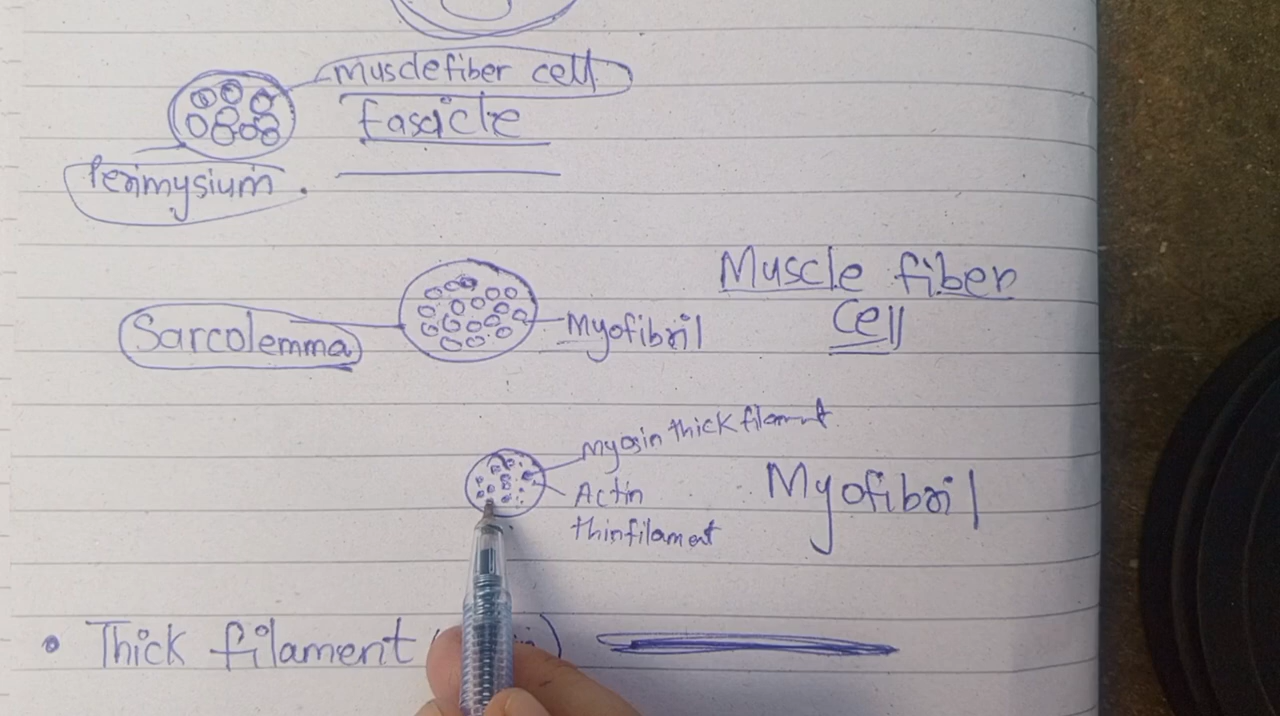 Muscle fiber cell
Fascicle
Perimysium.
Muscle fiber
Cell
Sarcolemma
Myofibril
Myosin thick filament
Actin
thin filament
Myofibril
• Thick filament (